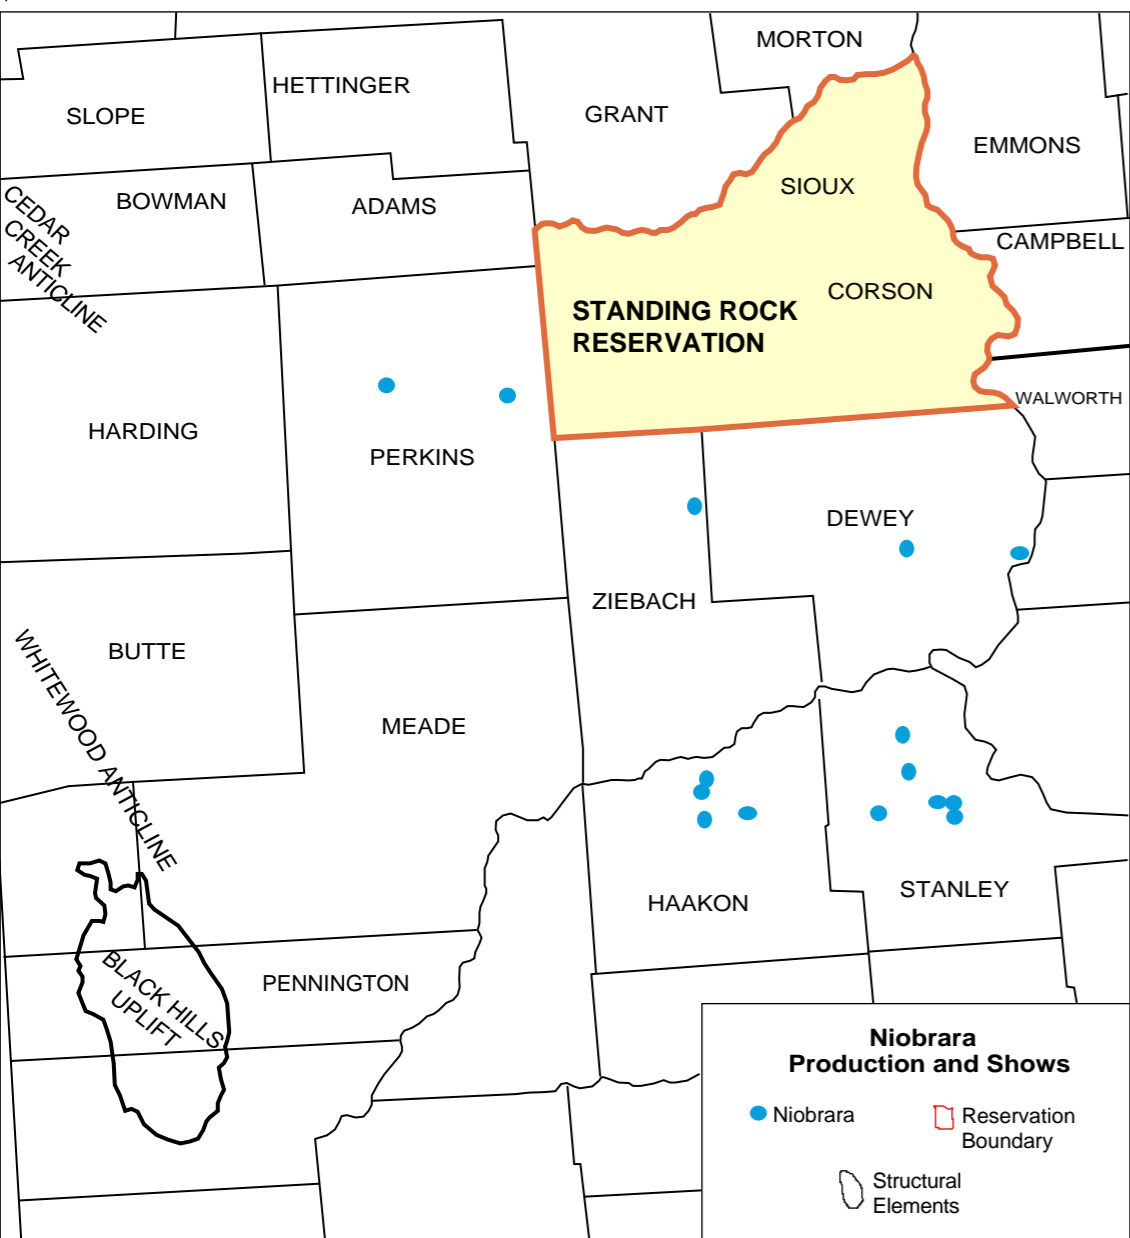 MORTON
HETTINGER
SLOPE
GRANT
EMMONS
SIOUX
BOWMAN
ADAMS
CEDAR
CREEK
ANTICLINE
CAMPBELL
CORSON
STANDING ROCK
RESERVATION
WALWORTH
HARDING
PERKINS
DEWEY
ZIEBACH
BUTTE
WHITEWOOD ANTICLINE
MEADE
STANLEY
HAAKON
BLACK HILLS
UPLIFT
PENNINGTON
Niobrara
Production and Shows
Niobrara
Reservation
Boundary
Structural
Elements